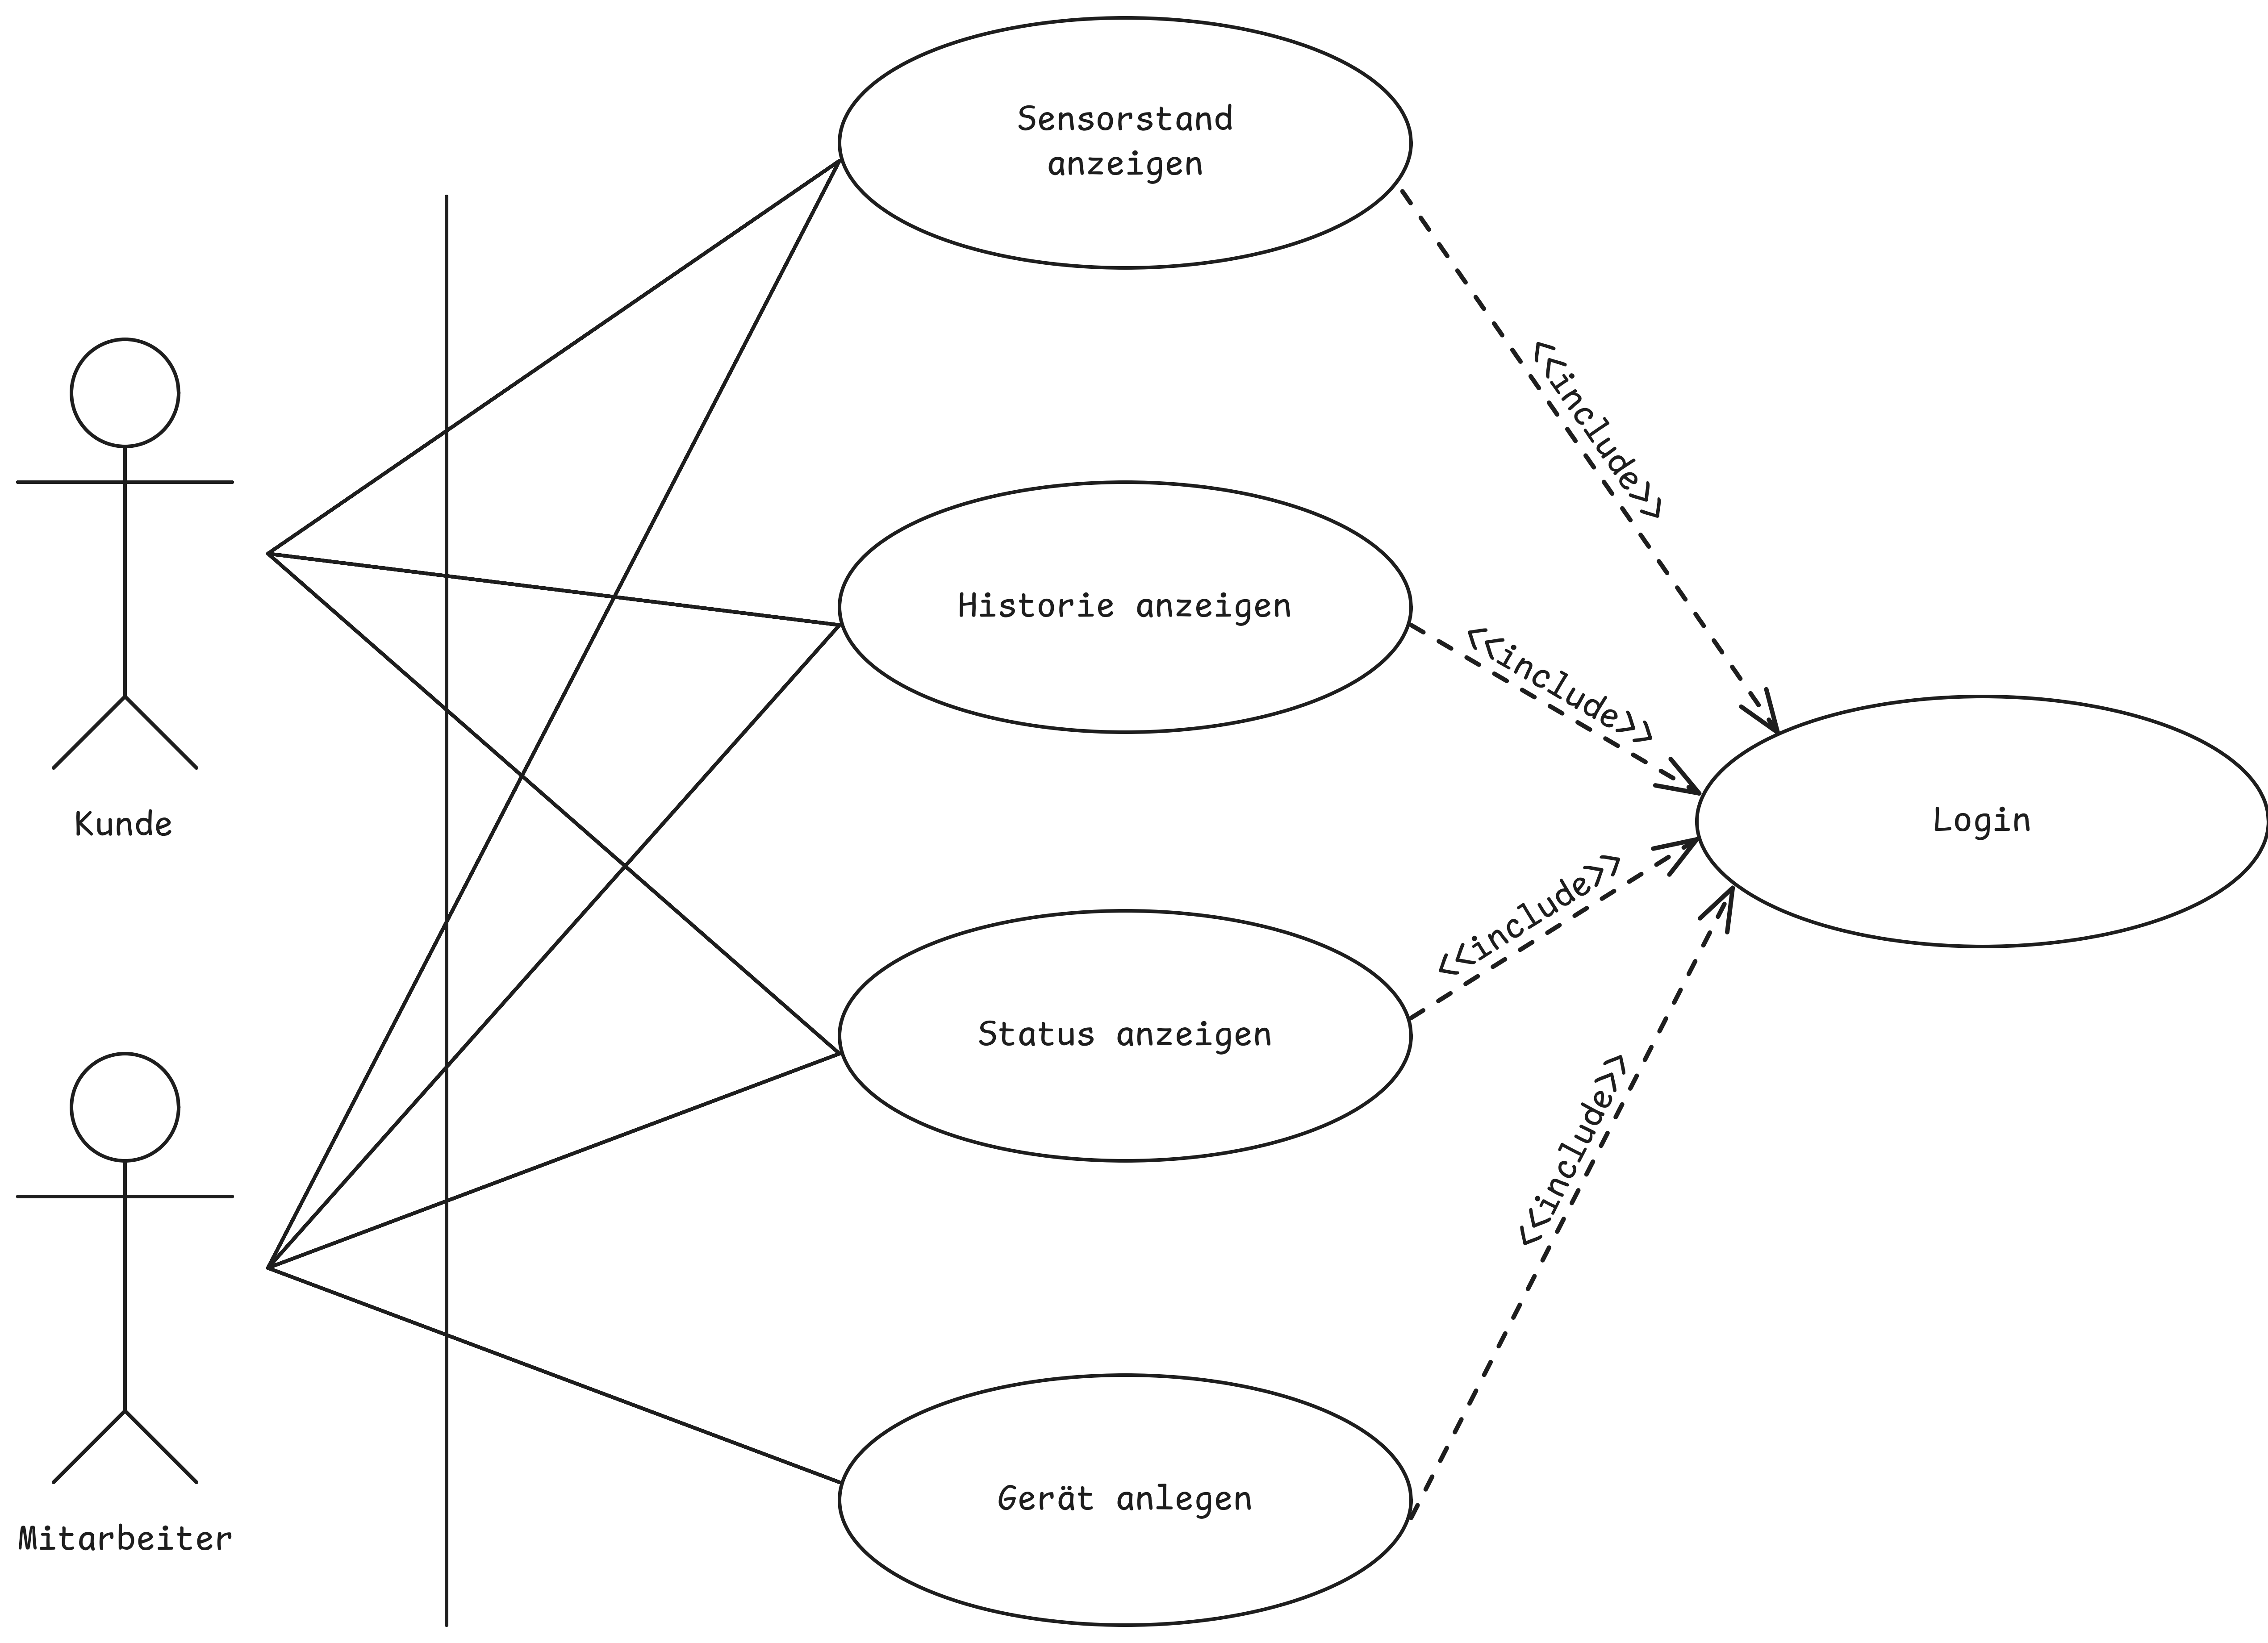 Sensorstand
anzeigen
<<include>>
Historie anzeigen
<<include>>
Kunde
Login
<<include>>
Status anzeigen
<<include>>
Gerät anlegen
Mitarbeiter